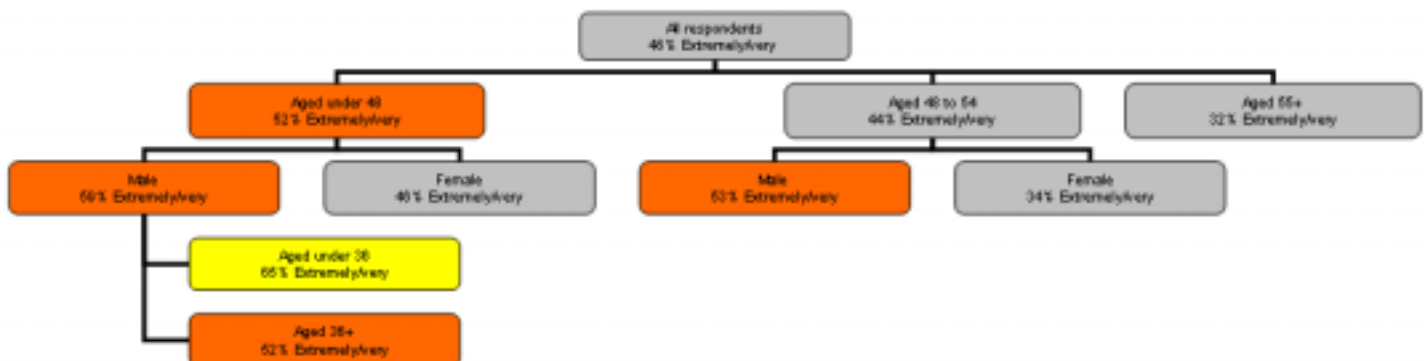 All respondents
46% Extremely/very
Aged under 48
52% Extremely/very
Aged 48 to 54
44% Extremely/very
Aged 55+
32% Extremely/very
Male
59% Extremely/very
Female
46% Extremely/very
Male
53% Extremely/very
Female
34% Extremely/very
Aged under 36
65% Extremely/very
Aged 36+
52% Extremely/very